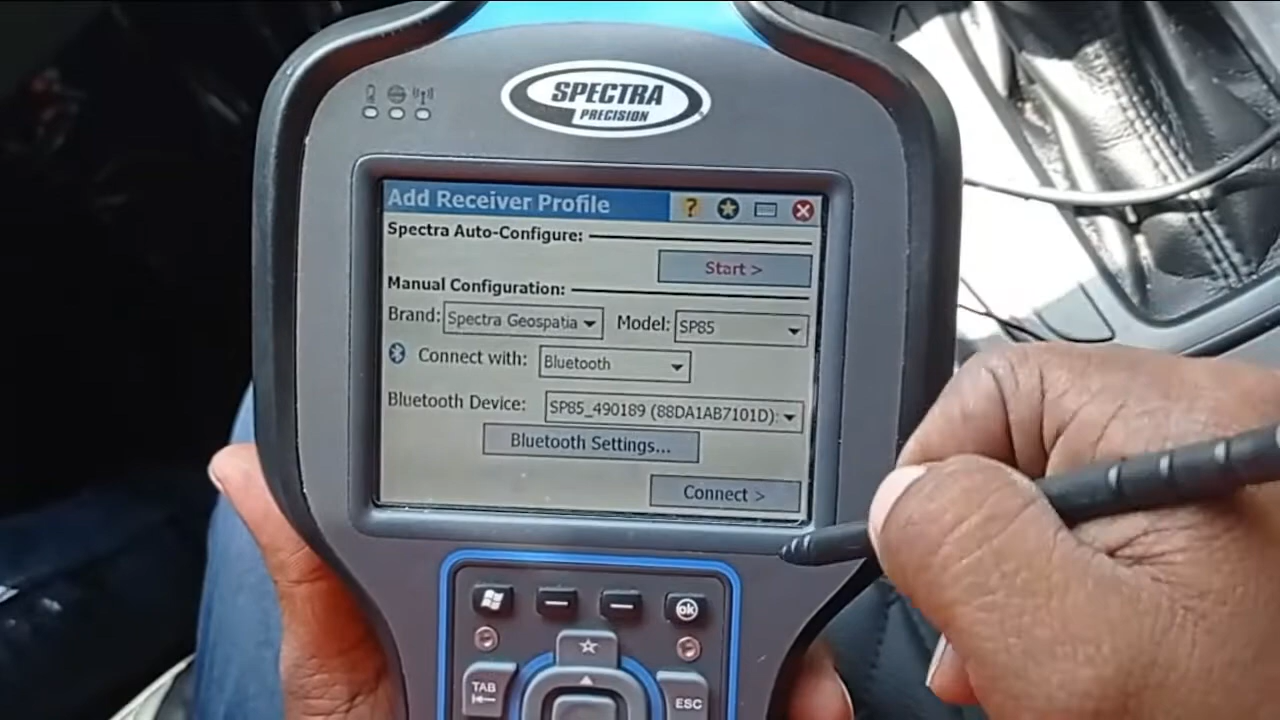 SPECTRA
PRECISION
Add Receiver Profile ?
Spectra Auto-Configure:
Start >
Manual Configuration:
Brand: Spectra Geospatia Model: SP85
Connect with: Bluetooth
Bluetooth Device: SP85_490189 (88DA1AB7101D):
Bluetooth Settings...
Connect >
ok
TAB
ESC